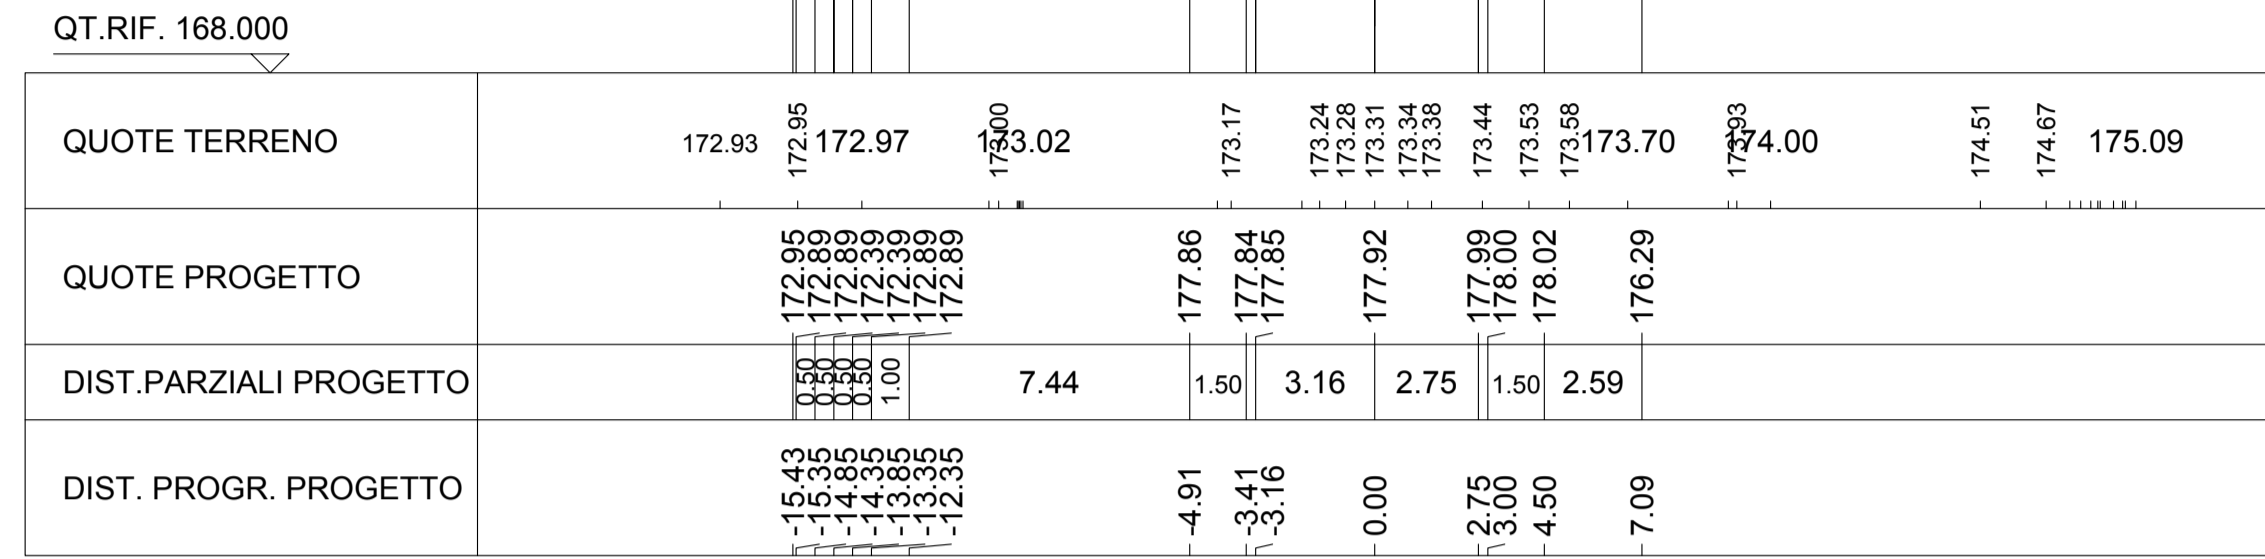 QT.RIF. 168.000
QUOTE TERRENO 172.93 172.95 172.97 173.00 173.02 173.17 173.24 173.28 173.31 173.34 173.38 173.44 173.53 173.58 173.70 173.93 174.00 174.51 174.67 175.09
QUOTE PROGETTO 172.95 172.89 172.89 172.39 172.39 172.89 172.89 177.86 177.84 177.85 177.92 177.99 178.00 178.02 176.29
DIST.PARZIALI PROGETTO 0.50 0.50 0.50 0.50 1.00 7.44 1.50 3.16 2.75 1.50 2.59
DIST. PROGR. PROGETTO -15.43 -15.35 -14.85 -14.35 -13.85 -13.35 -12.35 -4.91 -3.41 -3.16 0.00 2.75 3.00 4.50 7.09